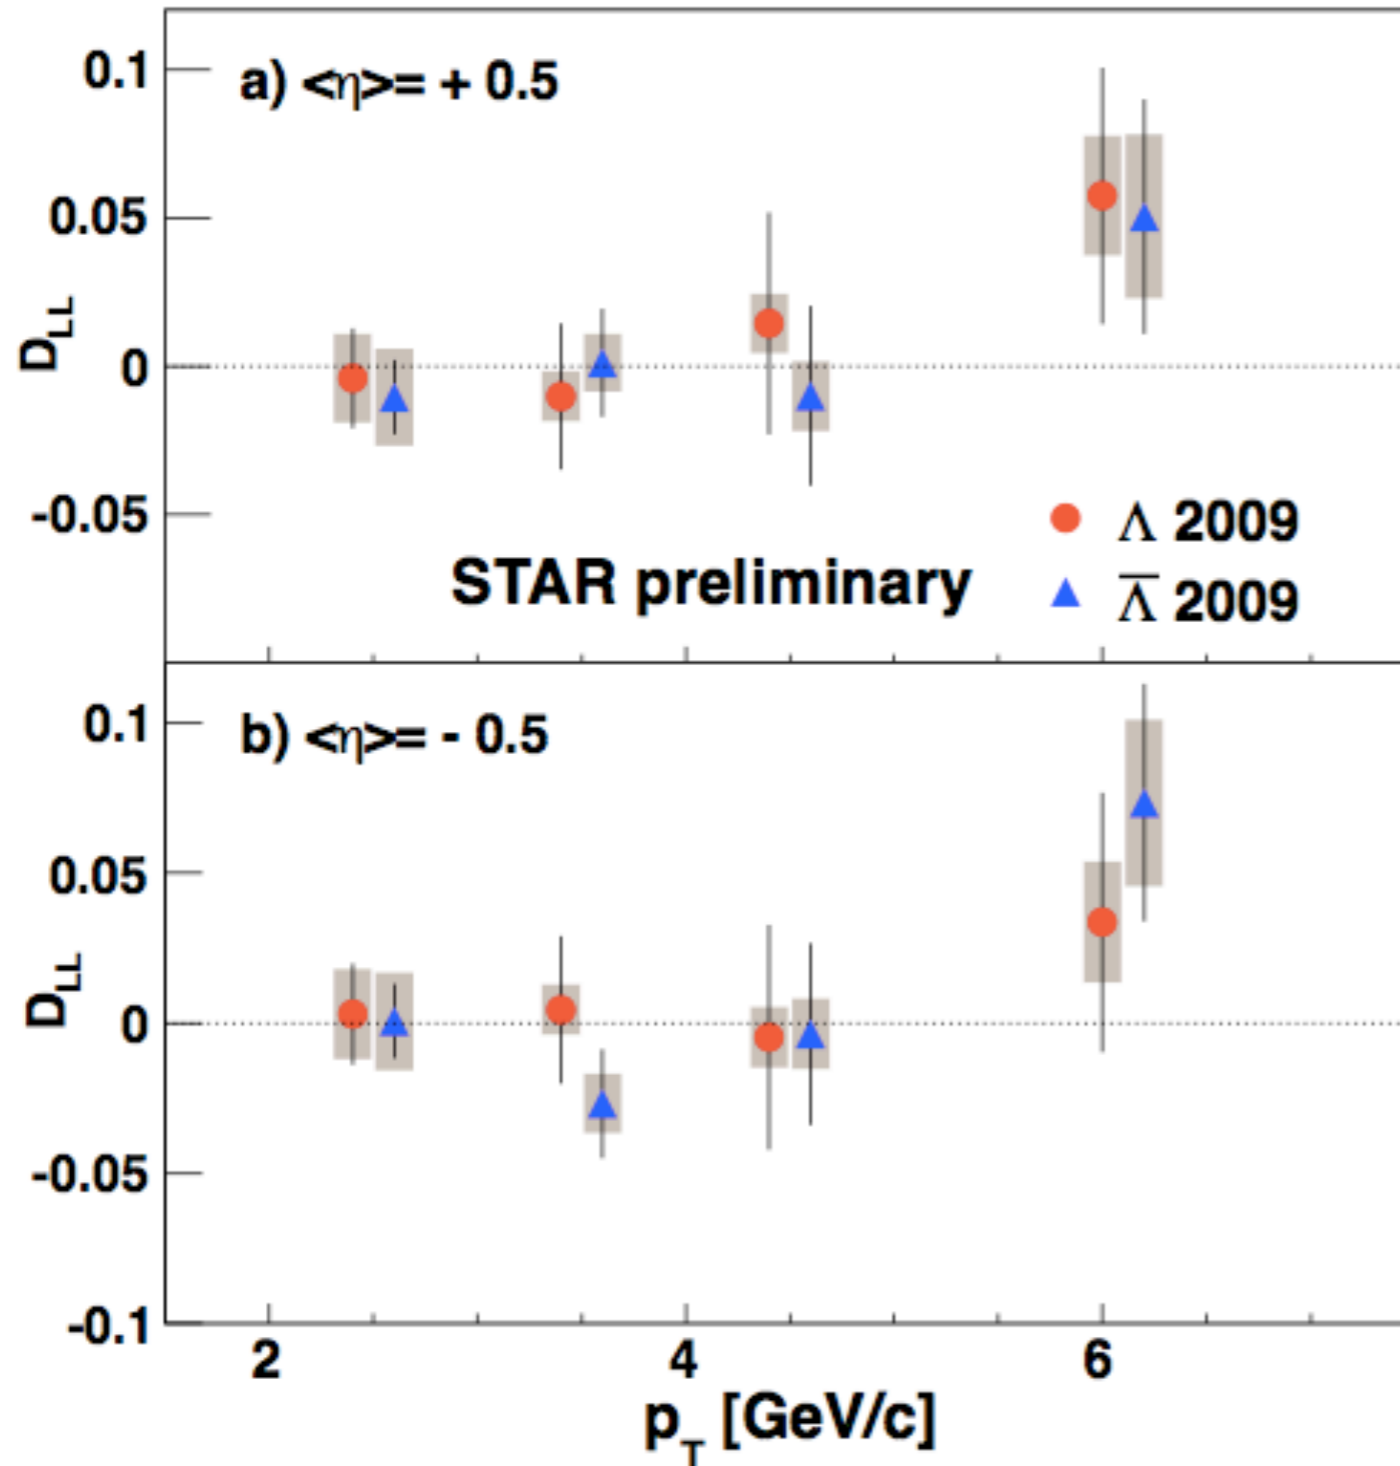 0.1
a) <η>= + 0.5
0.05
D_LL
0
-0.05
Λ 2009
STAR preliminary
Λ̅ 2009
0.1
b) <η>= - 0.5
0.05
D_LL
0
-0.05
-0.1
2 4 6
p_T [GeV/c]